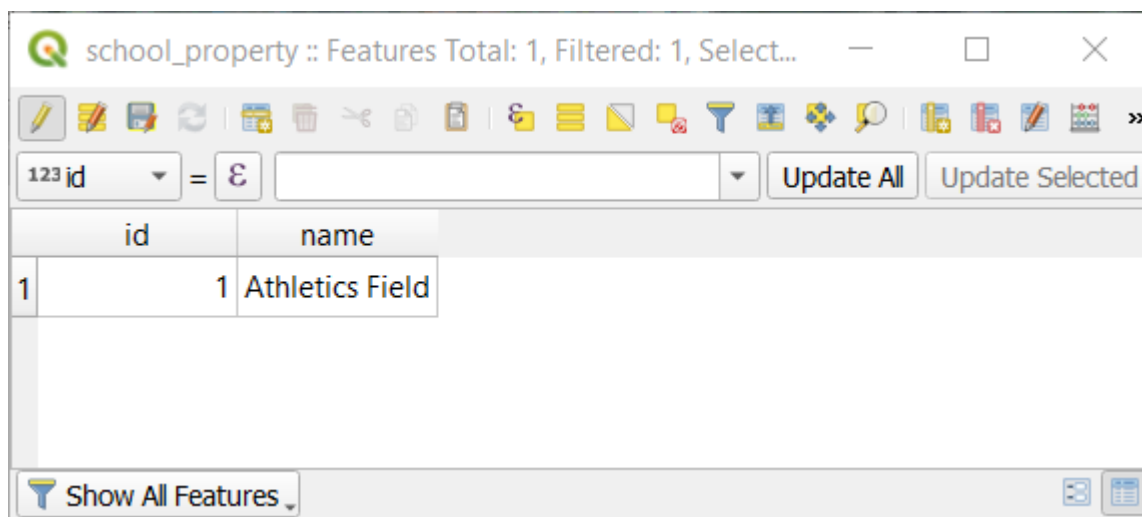 school_property :: Features Total: 1, Filtered: 1, Select...
123 id = ε Update All Update Selected
id name
1 1 Athletics Field
Show All Features